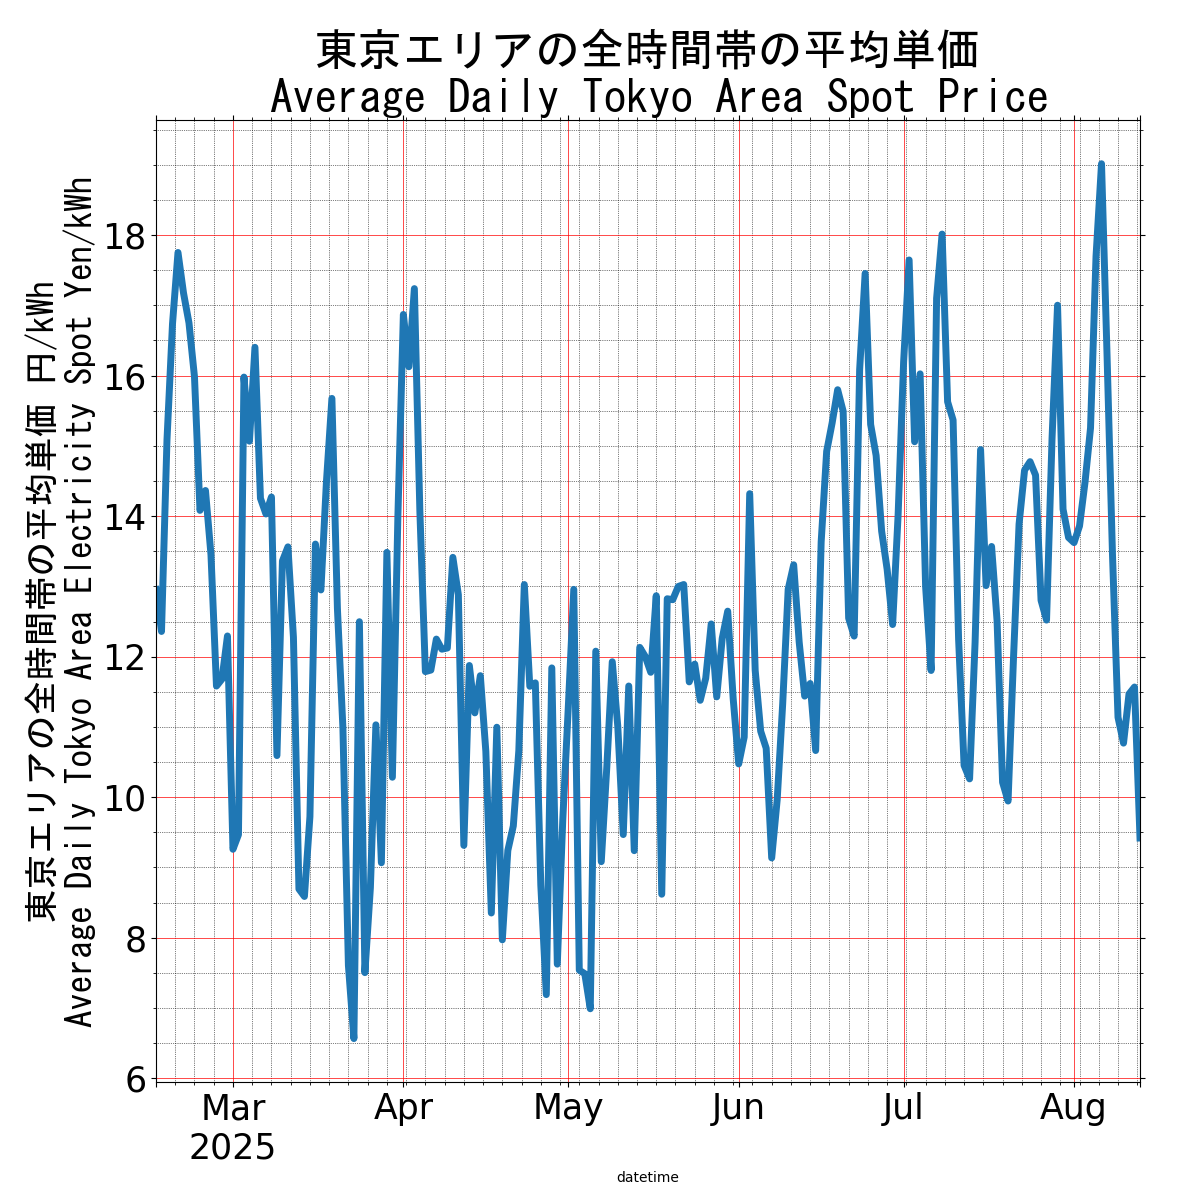 東京エリアの全時間帯の平均単価
Average Daily Tokyo Area Spot Price
東京エリアの全時間帯の平均単価 円/kWh
Average Daily Tokyo Area Electricity Spot Yen/kWh
18
16
14
12
10
8
6
Mar
2025
Apr
May
Jun
Jul
Aug
datetime